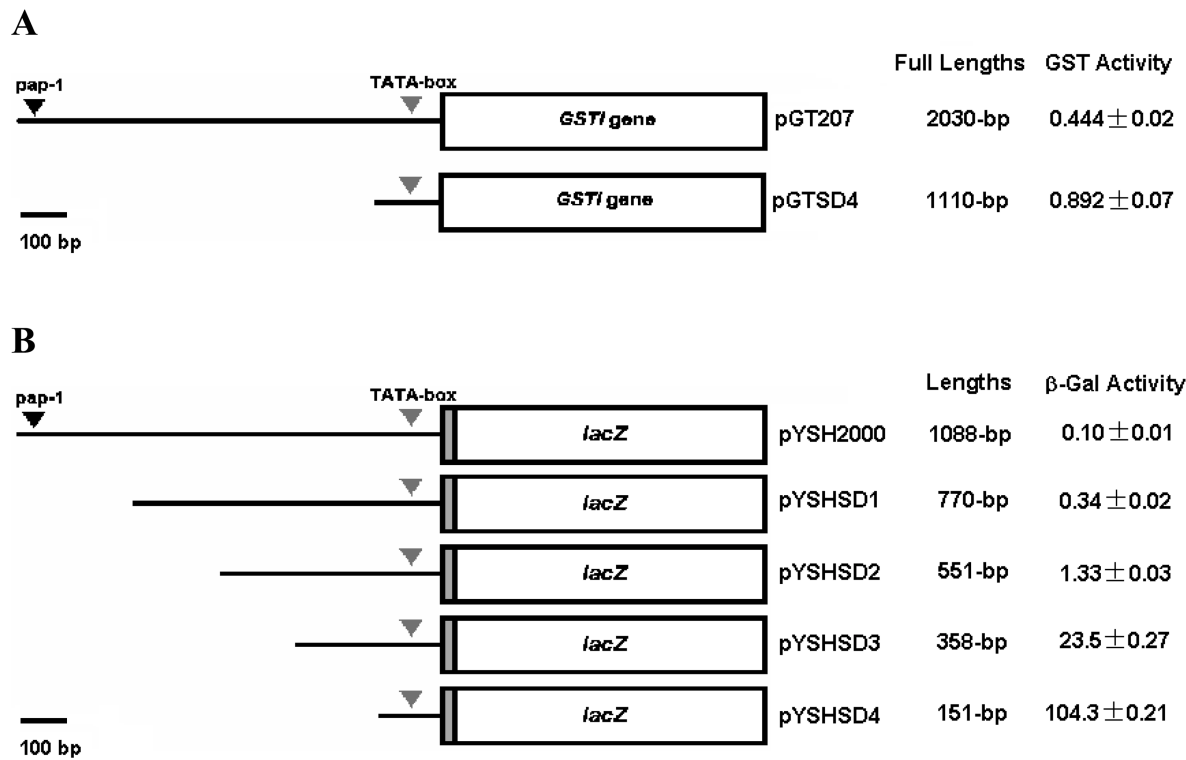 A
Full Lengths GST Activity
pap-1 TATA-box
GSTI gene pGT207 2030-bp 0.444±0.02
GSTI gene pGTSD4 1110-bp 0.892±0.07
100 bp
B
Lengths β-Gal Activity
pap-1 TATA-box
lacZ pYSH2000 1088-bp 0.10±0.01
lacZ pYSHSD1 770-bp 0.34±0.02
lacZ pYSHSD2 551-bp 1.33±0.03
lacZ pYSHSD3 358-bp 23.5±0.27
lacZ pYSHSD4 151-bp 104.3±0.21
100 bp